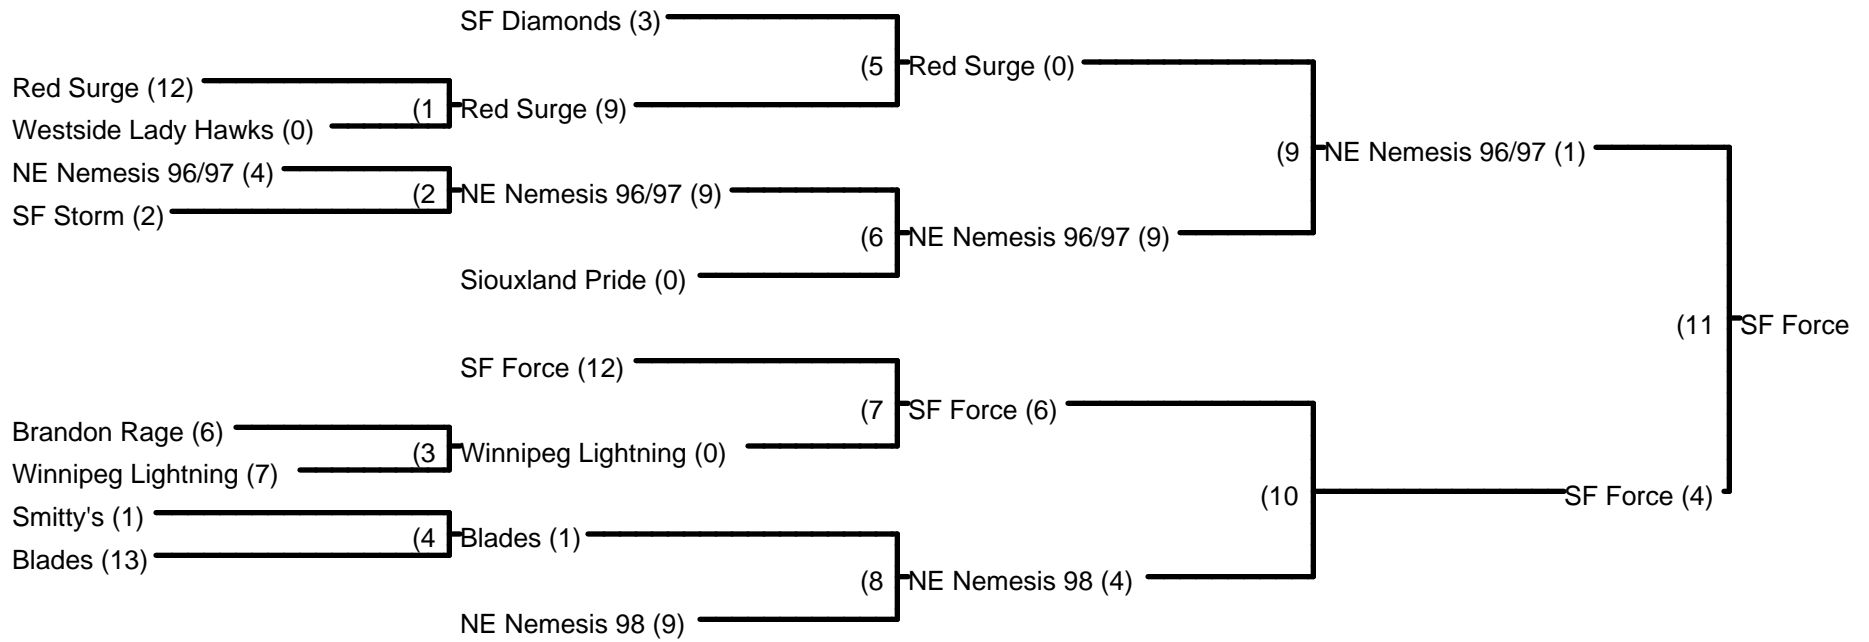 SF Diamonds (3)
(5 Red Surge (0)
Red Surge (12)
(1 Red Surge (9)
Westside Lady Hawks (0)
(9 NE Nemesis 96/97 (1)
NE Nemesis 96/97 (4)
(2 NE Nemesis 96/97 (9)
SF Storm (2)
(6 NE Nemesis 96/97 (9)
Siouxland Pride (0)
(11 SF Force
SF Force (12)
(7 SF Force (6)
Brandon Rage (6)
(3 Winnipeg Lightning (0)
Winnipeg Lightning (7)
(10 SF Force (4)
Smitty's (1)
(4 Blades (1)
Blades (13)
(8 NE Nemesis 98 (4)
NE Nemesis 98 (9)